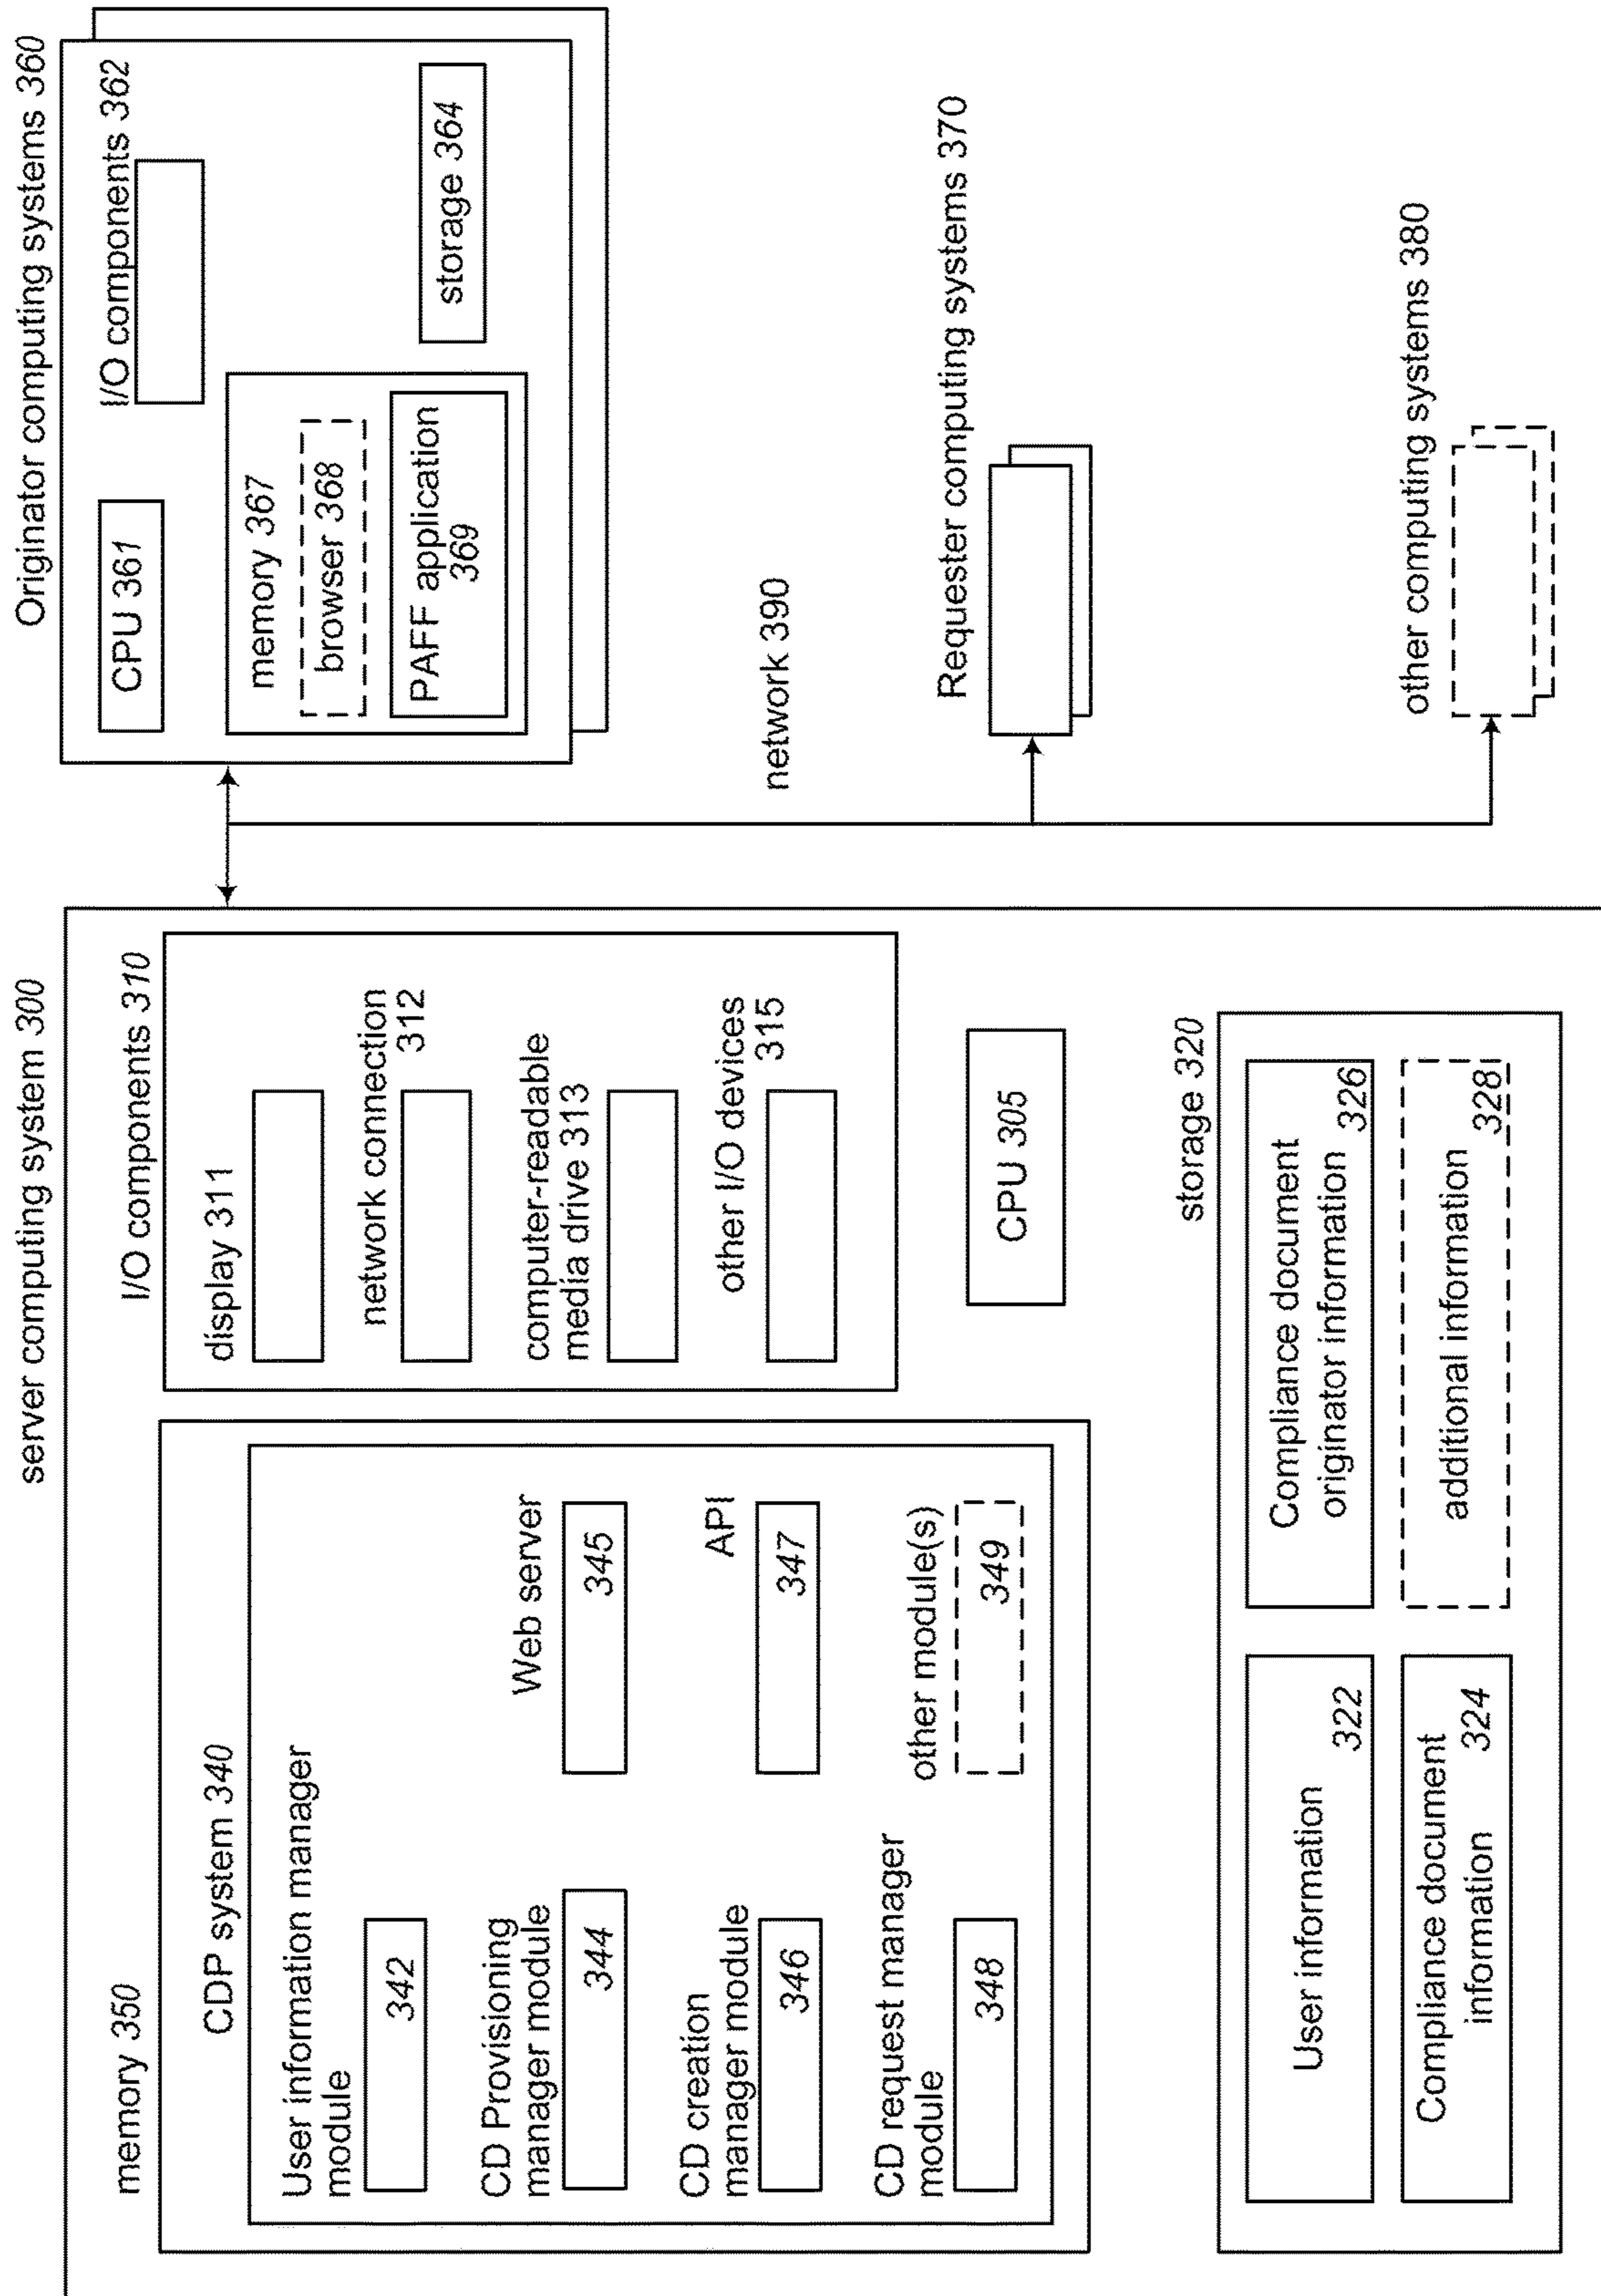 server computing system 300
memory 350
CDP system 340
User information manager
module
342
CD Provisioning
manager module
344
CD creation
manager module
346
CD request manager
module
348
Web server
345
API
347
other module(s)
349
I/O components 310
display 311
network connection
312
computer-readable
media drive 313
other I/O devices
315
CPU 305
storage 320
User information
322
Compliance document
information 324
Compliance document
originator information 326
additional information
328
Originator computing systems 360
CPU 361
I/O components 362
memory 367
browser 368
PAFF application
369
storage 364
network 390
Requester computing systems 370
other computing systems 380